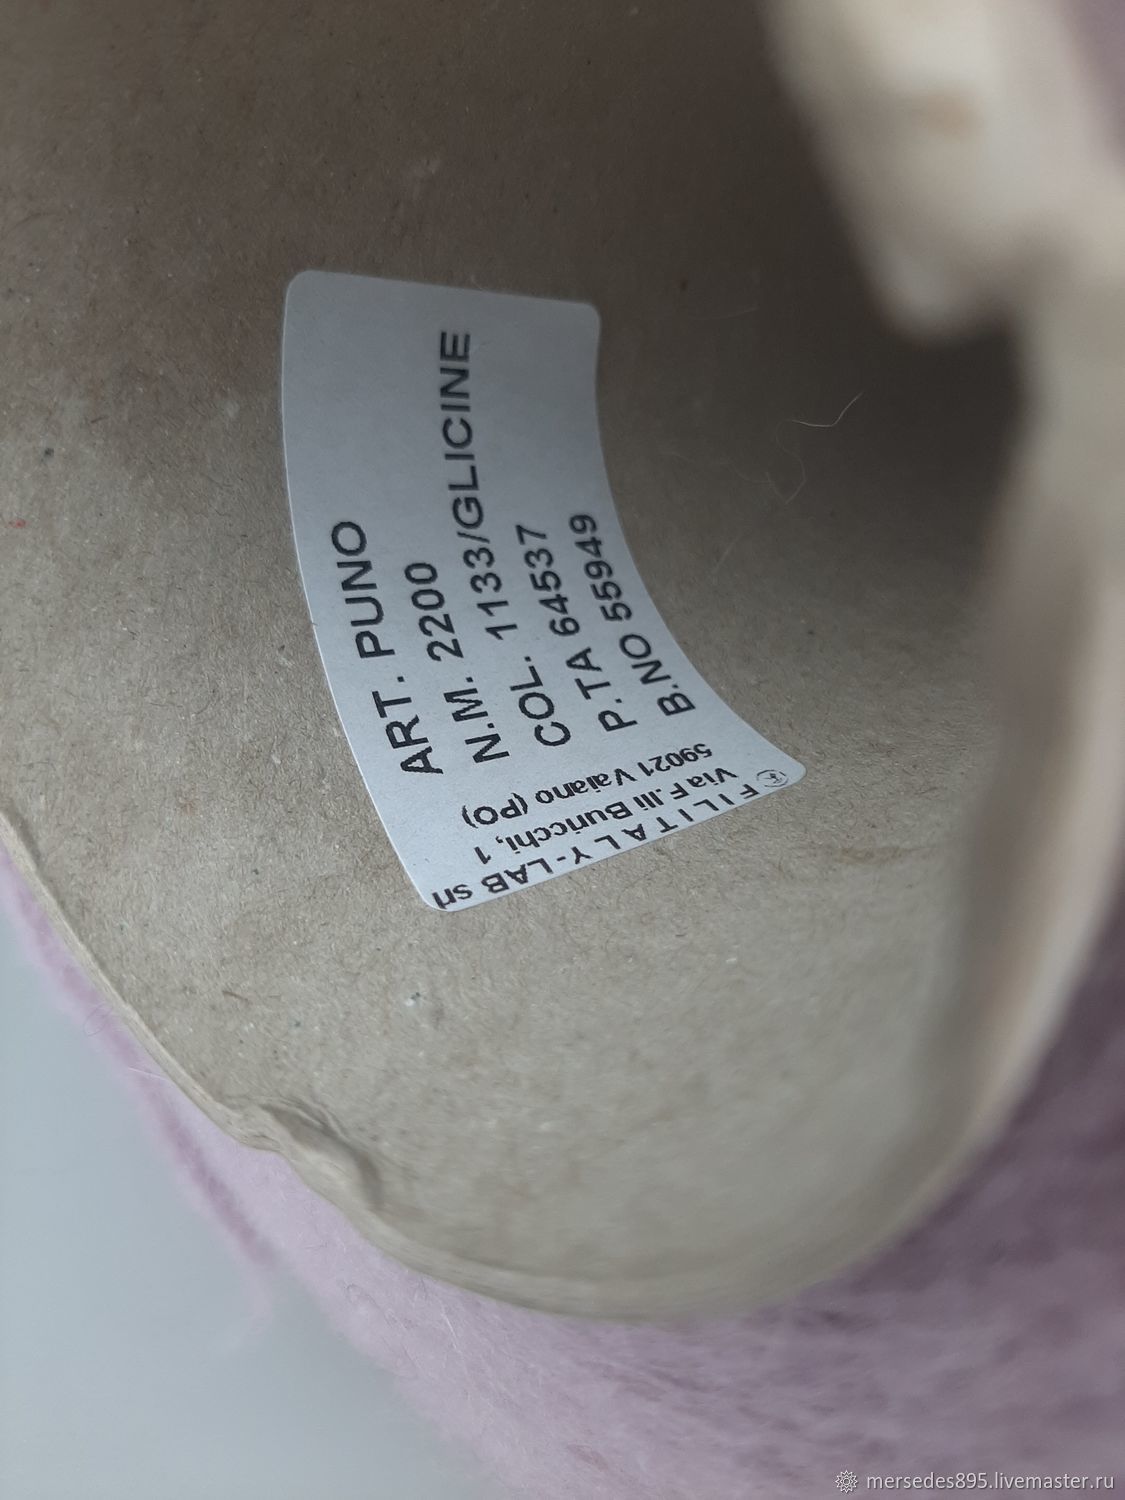 ART. PUNO
N.M. 2200
COL. 1133/GLICINE
P.TA 64537
B.NO 55949
FILITALY-LAB srl
Via F.lli Buricchi, 1
59021 Vaiano (PO)
mersedes895.livemaster.ru